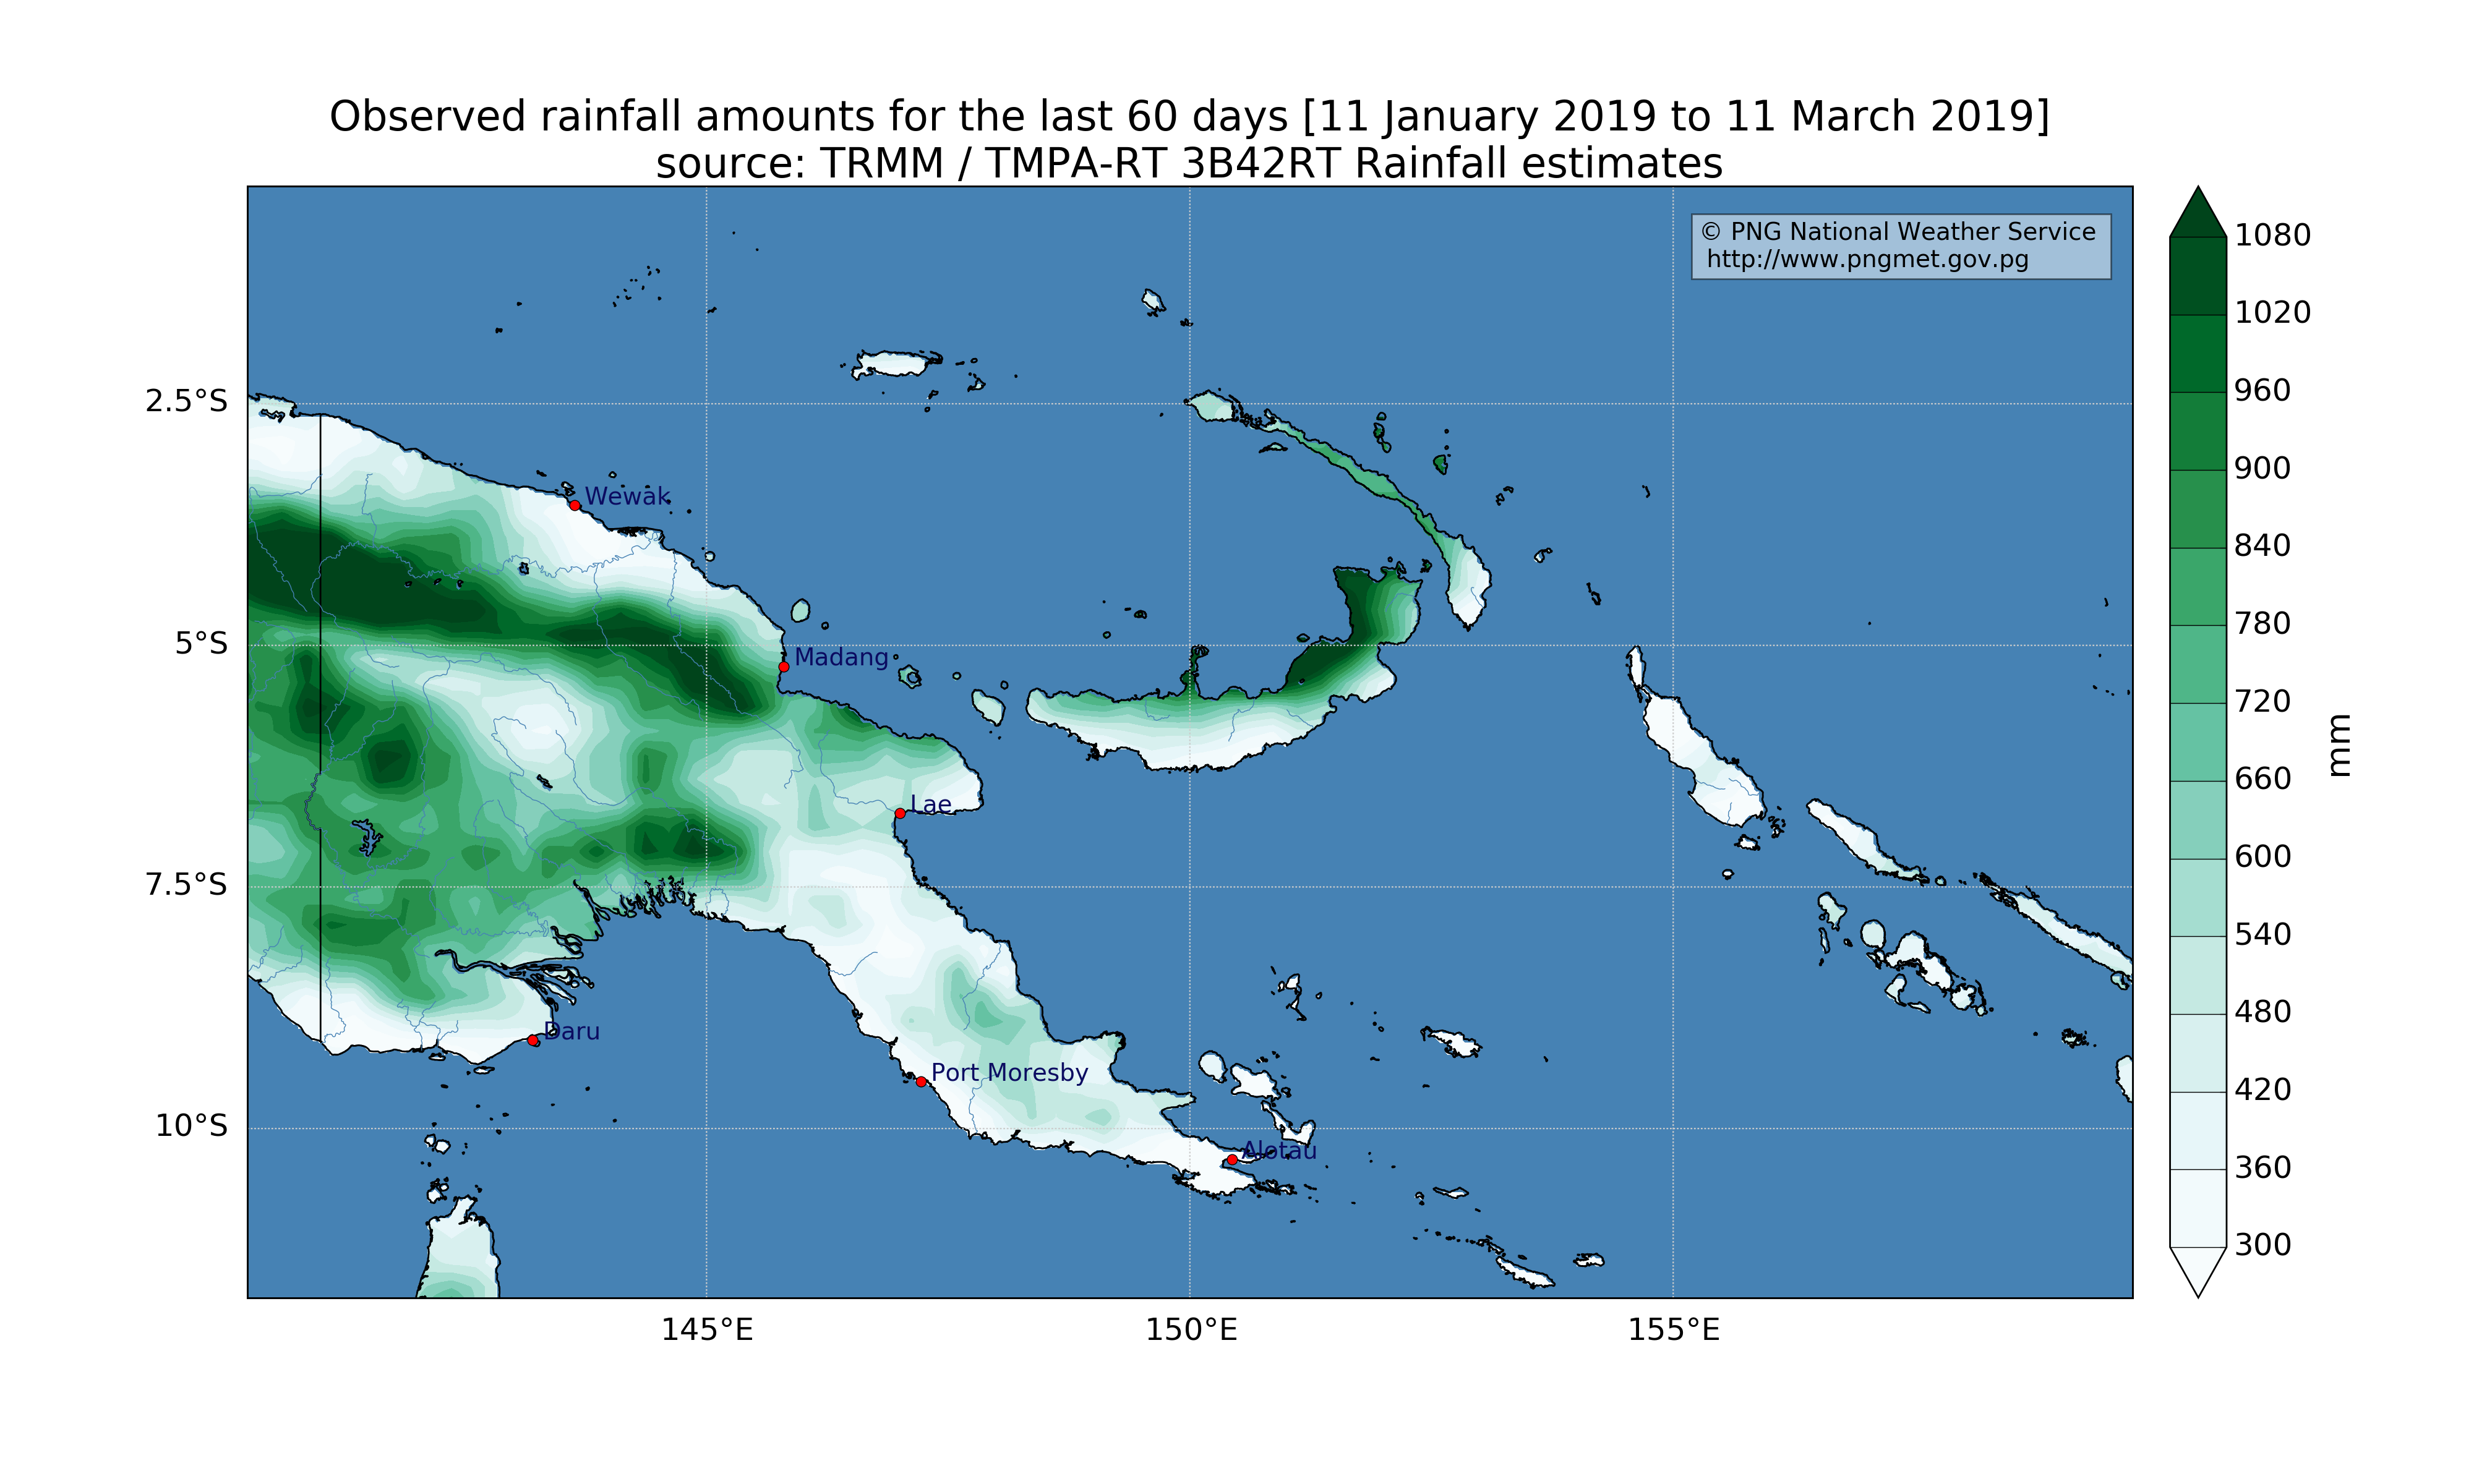 Observed rainfall amounts for the last 60 days [11 January 2019 to 11 March 2019]
source: TRMM / TMPA-RT 3B42RT Rainfall estimates
© PNG National Weather Service
http://www.pngmet.gov.pg
1080
1020
960
900
840
780
720
660
600
540
480
420
360
300
mm
2.5°S
5°S
7.5°S
10°S
Wewak
Madang
Lae
Daru
Port Moresby
Alotau
145°E
150°E
155°E